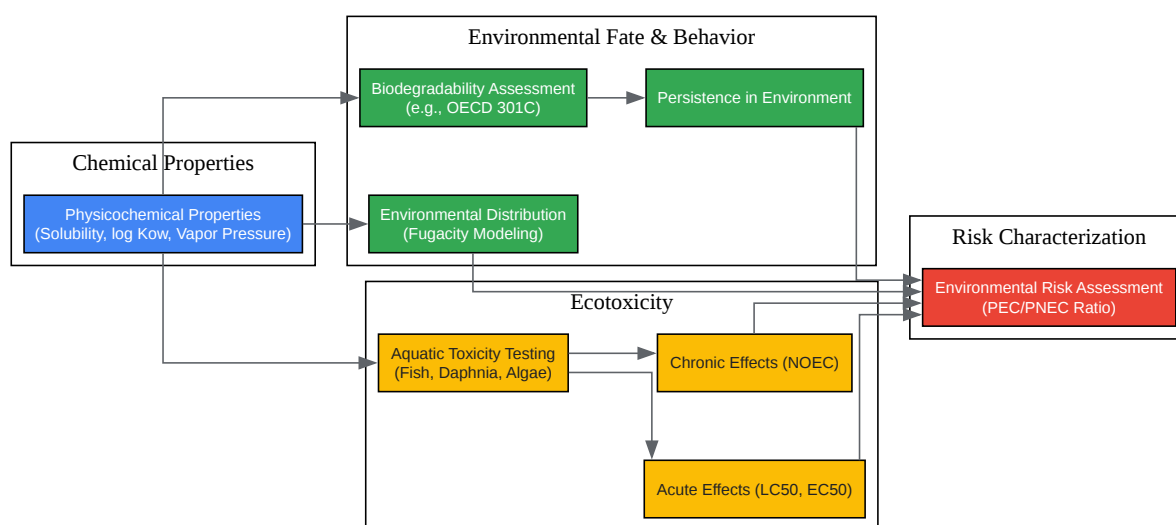 Environmental Fate & Behavior
Biodegradability Assessment
(e.g., OECD 301C)
Persistence in Environment
Chemical Properties
Physicochemical Properties
(Solubility, log Kow, Vapor Pressure)
Environmental Distribution
(Fugacity Modeling)
Risk Characterization
Environmental Risk Assessment
(PEC/PNEC Ratio)
Ecotoxicity
Aquatic Toxicity Testing
(Fish, Daphnia, Algae)
Chronic Effects (NOEC)
Acute Effects (LC50, EC50)